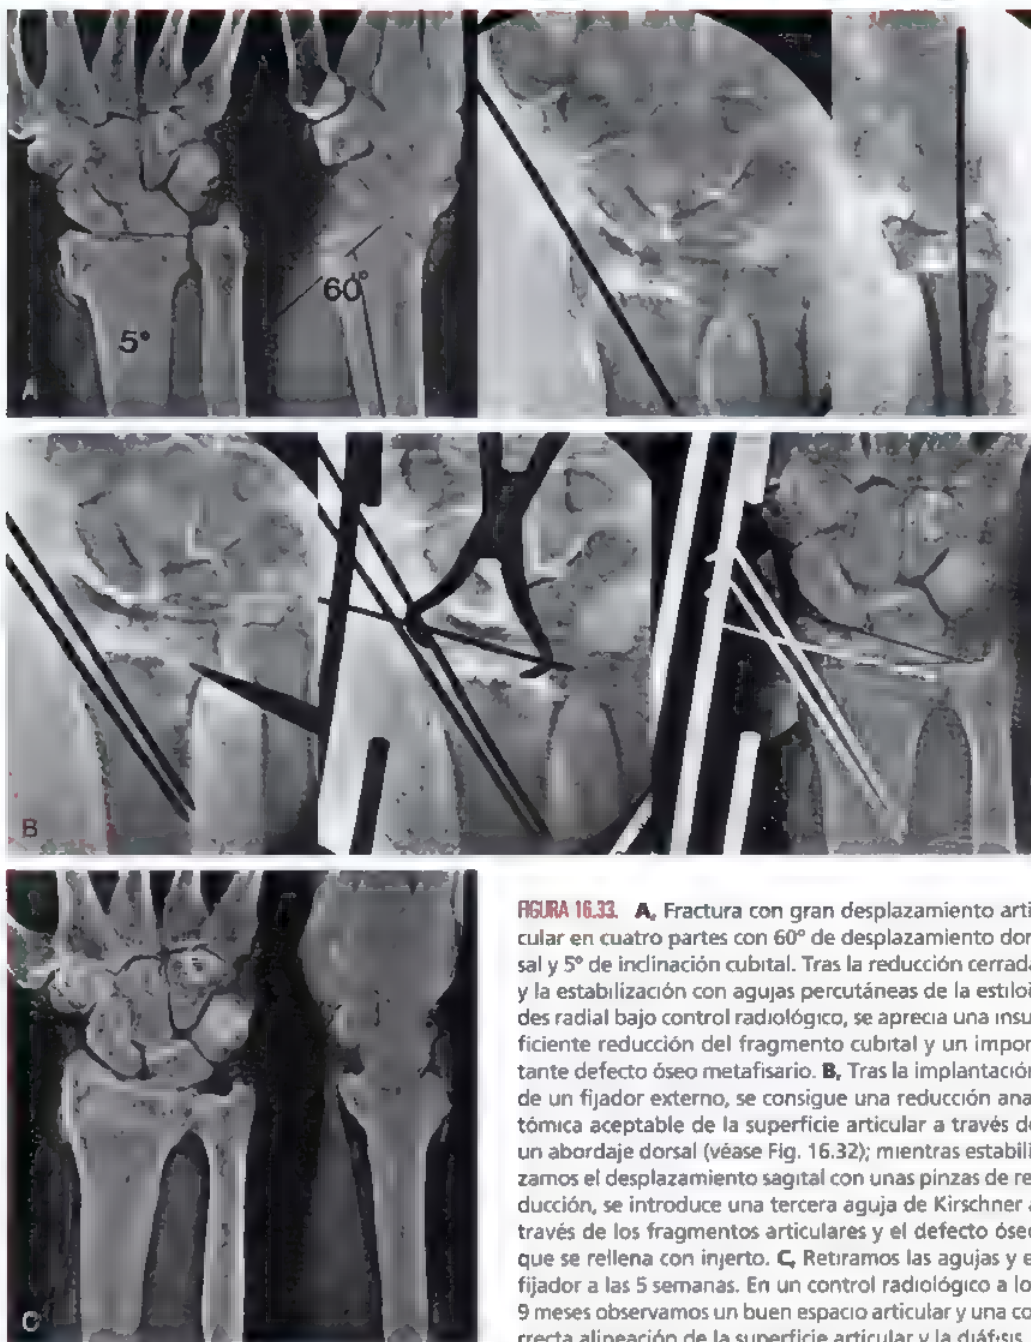 5°
60°
B
C
FIGURA 16.33. A, Fractura con gran desplazamiento arti
cular en cuatro partes con 60° de desplazamiento dor
sal y 5° de inclinación cubital. Tras la reducción cerrada
y la estabilización con agujas percutáneas de la estiloi
des radial bajo control radiológico, se aprecia una insu
ficiente reducción del fragmento cubital y un impor
tante defecto óseo metafisario. B, Tras la implantación
de un fijador externo, se consigue una reducción ana
tómica aceptable de la superficie articular a través de
un abordaje dorsal (véase Fig. 16.32); mientras estabili
zamos el desplazamiento sagital con unas pinzas de re
ducción, se introduce una tercera aguja de Kirschner a
través de los fragmentos articulares y el defecto óseo
que se rellena con injerto. C, Retiramos las agujas y e
fijador a las 5 semanas. En un control radiológico a lo
9 meses observamos un buen espacio articular y una co
rrecta alineación de la superficie articular y la diáfisis